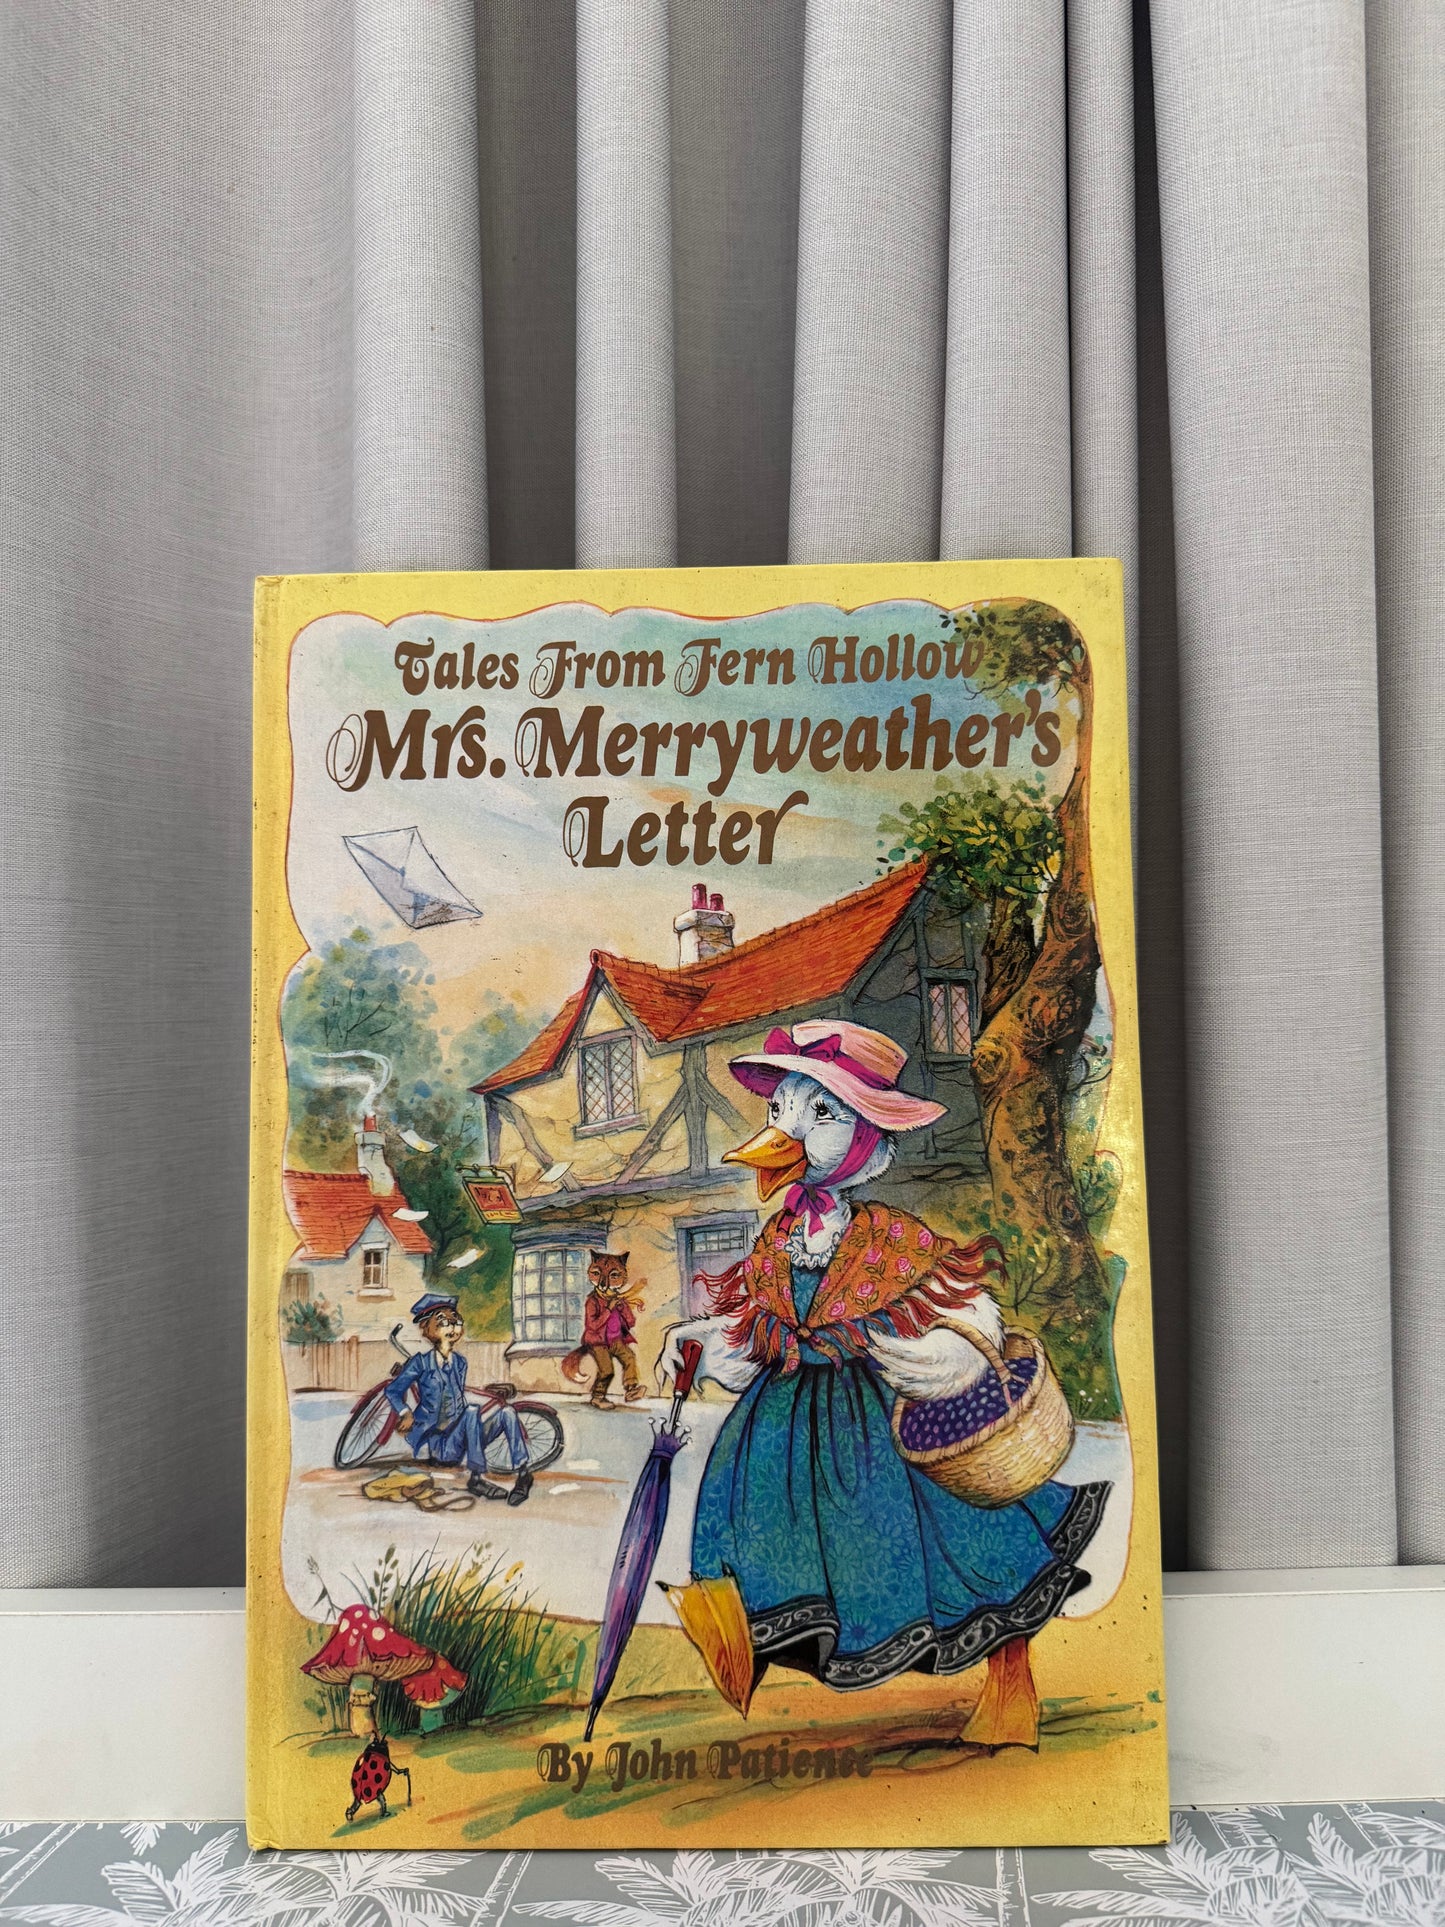 Tales From Fern Hollow
Mrs. Merryweather's
Letter
By John Patience